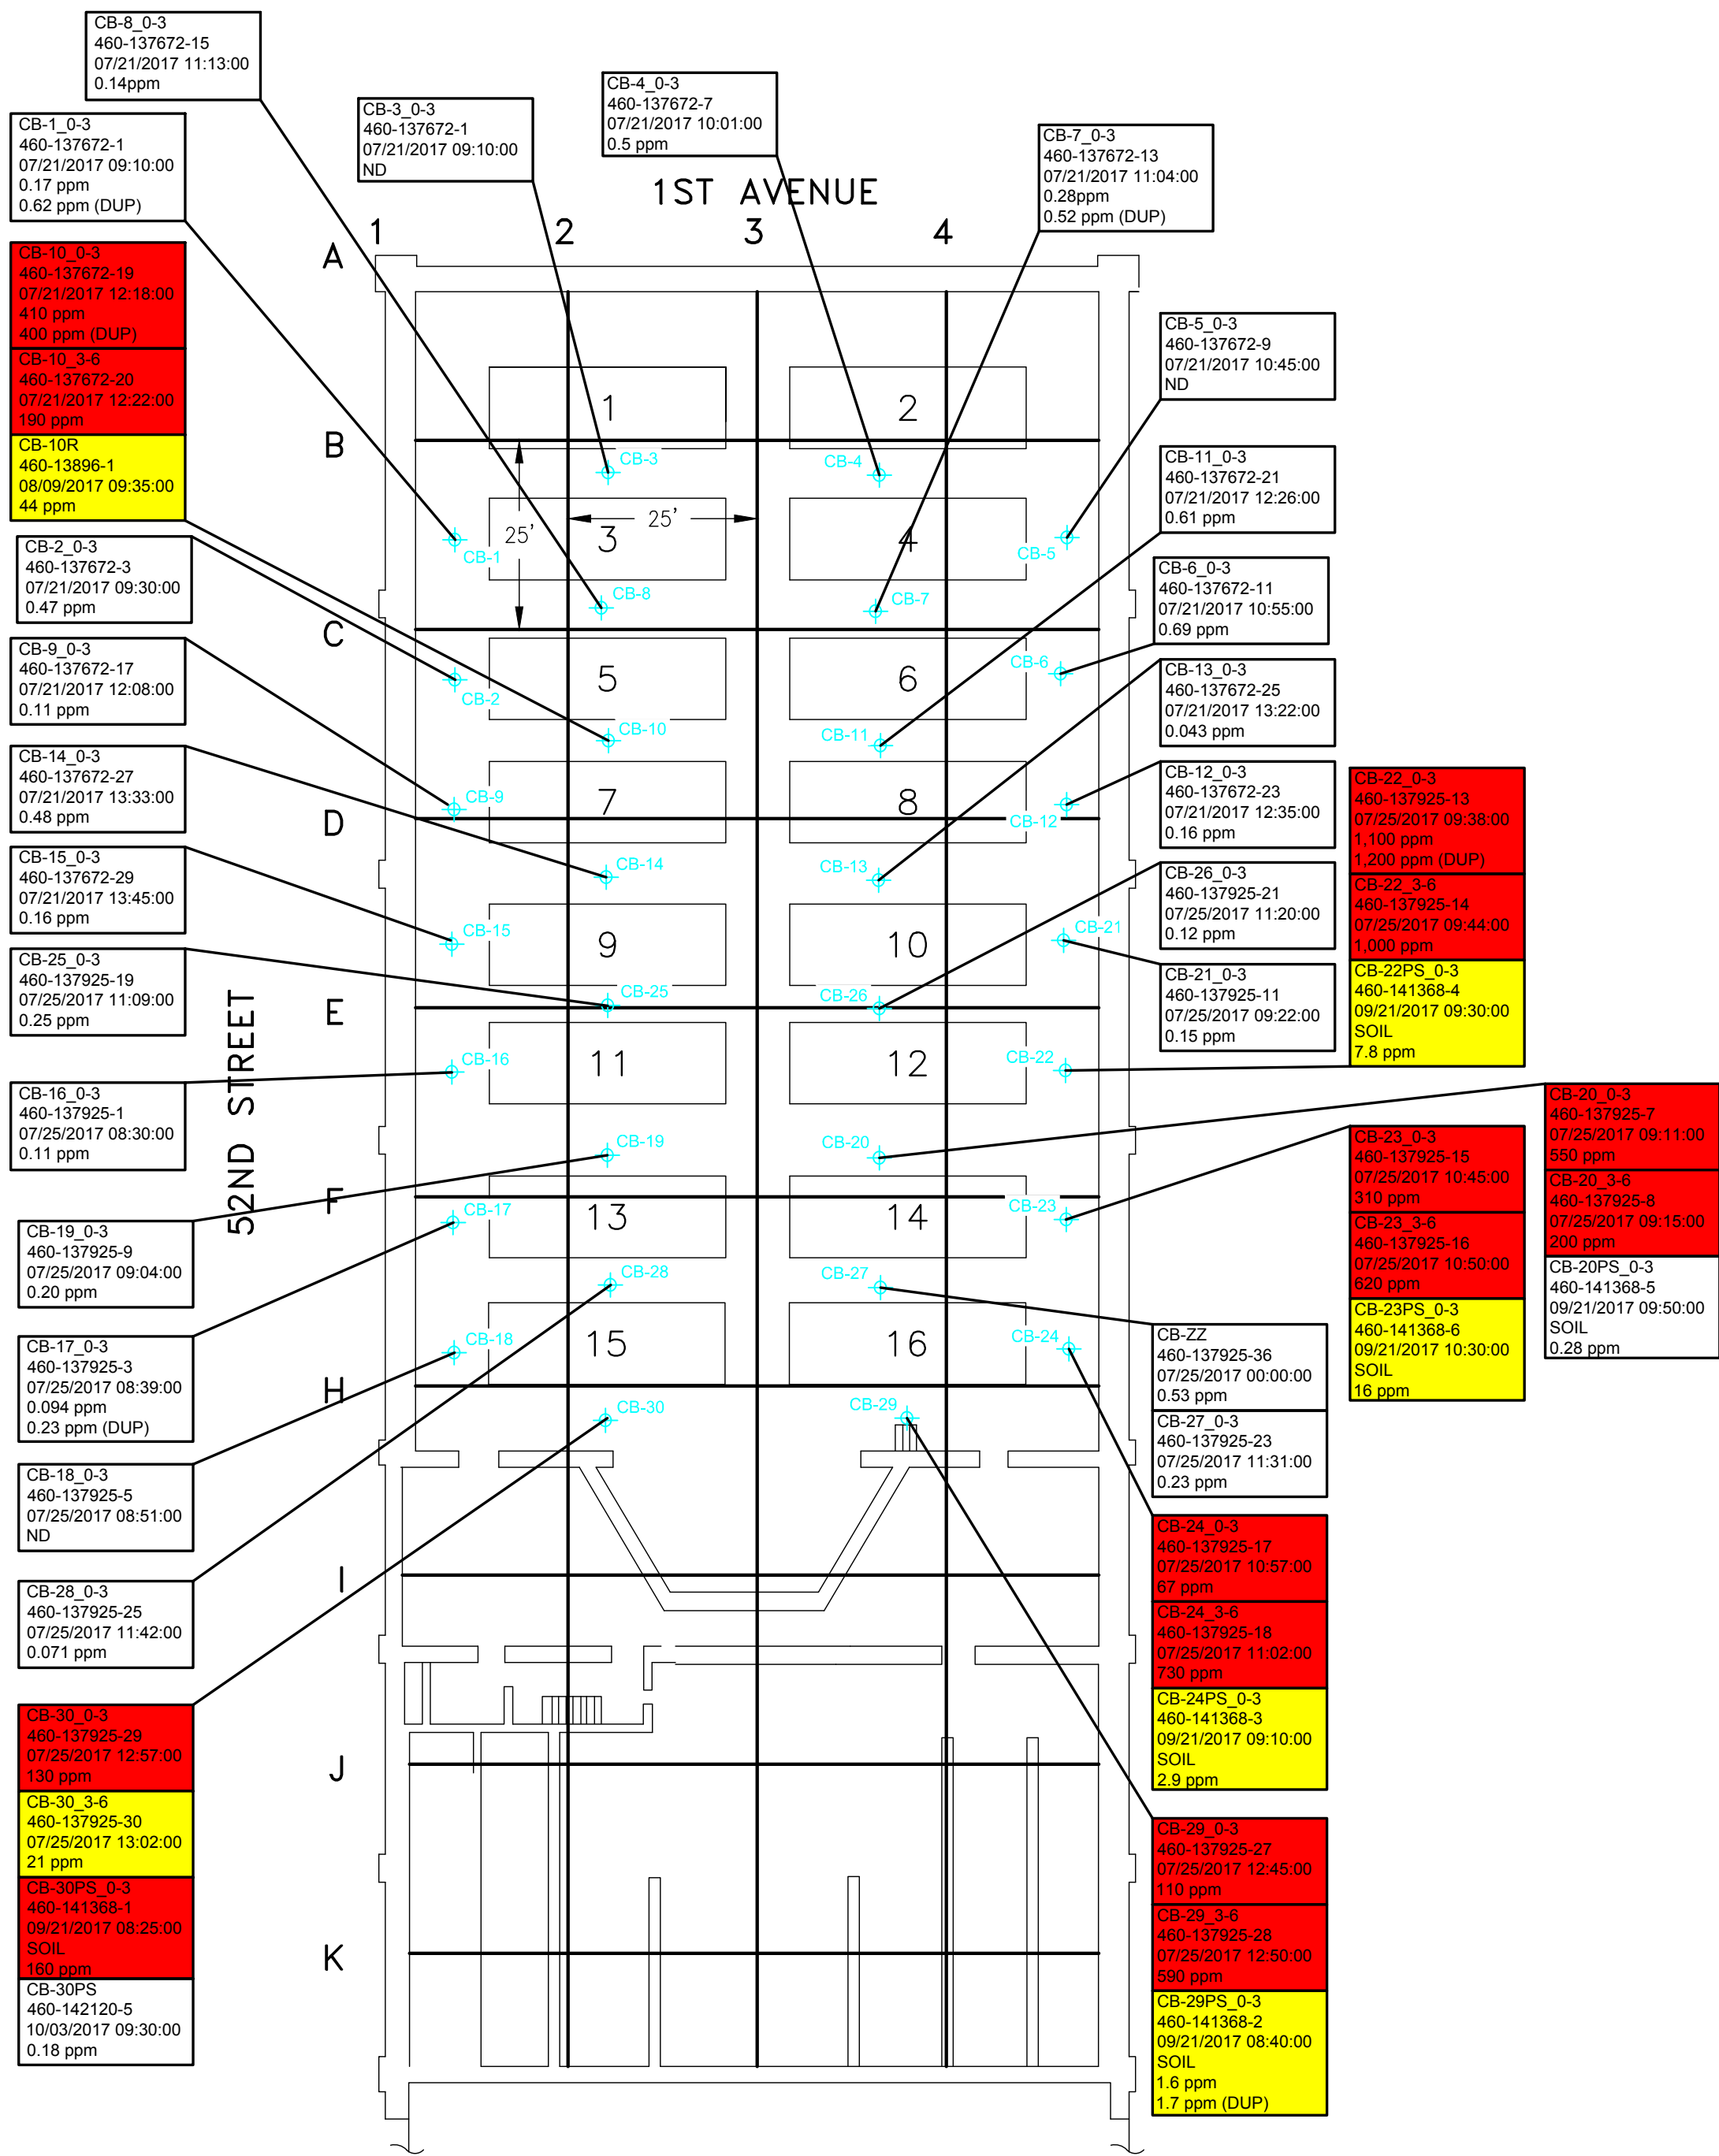 CB-8_0-3
460-137672-15
07/21/2017 11:13:00
0.14ppm
CB-3_0-3
460-137672-1
07/21/2017 09:10:00
ND
CB-4_0-3
460-137672-7
07/21/2017 10:01:00
0.5 ppm
CB-7_0-3
460-137672-13
07/21/2017 11:04:00
0.28ppm
0.52 ppm (DUP)
CB-1_0-3
460-137672-1
07/21/2017 09:10:00
0.17 ppm
0.62 ppm (DUP)
CB-10_0-3
460-137672-19
07/21/2017 12:18:00
410 ppm
400 ppm (DUP)
CB-10_3-6
460-137672-20
07/21/2017 12:22:00
190 ppm
CB-10R
460-13896-1
08/09/2017 09:35:00
44 ppm
CB-2_0-3
460-137672-3
07/21/2017 09:30:00
0.47 ppm
CB-9_0-3
460-137672-17
07/21/2017 12:08:00
0.11 ppm
CB-14_0-3
460-137672-27
07/21/2017 13:33:00
0.48 ppm
CB-15_0-3
460-137672-29
07/21/2017 13:45:00
0.16 ppm
CB-25_0-3
460-137925-19
07/25/2017 11:09:00
0.25 ppm
CB-16_0-3
460-137925-1
07/25/2017 08:30:00
0.11 ppm
CB-19_0-3
460-137925-9
07/25/2017 09:04:00
0.20 ppm
CB-17_0-3
460-137925-3
07/25/2017 08:39:00
0.094 ppm
0.23 ppm (DUP)
CB-18_0-3
460-137925-5
07/25/2017 08:51:00
ND
CB-28_0-3
460-137925-25
07/25/2017 11:42:00
0.071 ppm
CB-30_0-3
460-137925-29
07/25/2017 12:57:00
130 ppm
CB-30_3-6
460-137925-30
07/25/2017 13:02:00
21 ppm
CB-30PS_0-3
460-141368-1
09/21/2017 08:25:00
SOIL
160 ppm
CB-30PS
460-142120-5
10/03/2017 09:30:00
0.18 ppm
52ND STREET
1ST AVENUE
1 2 3 4
A
B
C
D
E
F
H
I
J
K
1 2
CB-3 CB-4
25'
25'
3 4
CB-1 CB-5
CB-8 CB-7
5 6
CB-2 CB-6
CB-10 CB-11
7 8
CB-9 CB-12
CB-14 CB-13
9 10
CB-15 CB-21
CB-25 CB-26
11 12
CB-16 CB-22
CB-19 CB-20
13 14
CB-17 CB-23
CB-28 CB-27
15 16
CB-18 CB-24
CB-30 CB-29
CB-5_0-3
460-137672-9
07/21/2017 10:45:00
ND
CB-11_0-3
460-137672-21
07/21/2017 12:26:00
0.61 ppm
CB-6_0-3
460-137672-11
07/21/2017 10:55:00
0.69 ppm
CB-13_0-3
460-137672-25
07/21/2017 13:22:00
0.043 ppm
CB-12_0-3
460-137672-23
07/21/2017 12:35:00
0.16 ppm
CB-26_0-3
460-137925-21
07/25/2017 11:20:00
0.12 ppm
CB-21_0-3
460-137925-11
07/25/2017 09:22:00
0.15 ppm
CB-22_0-3
460-137925-13
07/25/2017 09:38:00
1,100 ppm
1,200 ppm (DUP)
CB-22_3-6
460-137925-14
07/25/2017 09:44:00
1,000 ppm
CB-22PS_0-3
460-141368-4
09/21/2017 09:30:00
SOIL
7.8 ppm
CB-20_0-3
460-137925-7
07/25/2017 09:11:00
550 ppm
CB-20_3-6
460-137925-8
07/25/2017 09:15:00
200 ppm
CB-20PS_0-3
460-141368-5
09/21/2017 09:50:00
SOIL
0.28 ppm
CB-23_0-3
460-137925-15
07/25/2017 10:45:00
310 ppm
CB-23_3-6
460-137925-16
07/25/2017 10:50:00
620 ppm
CB-23PS_0-3
460-141368-6
09/21/2017 10:30:00
SOIL
16 ppm
CB-ZZ
460-137925-36
07/25/2017 00:00:00
0.53 ppm
CB-27_0-3
460-137925-23
07/25/2017 11:31:00
0.23 ppm
CB-24_0-3
460-137925-17
07/25/2017 10:57:00
67 ppm
CB-24_3-6
460-137925-18
07/25/2017 11:02:00
730 ppm
CB-24PS_0-3
460-141368-3
09/21/2017 09:10:00
SOIL
2.9 ppm
CB-29_0-3
460-137925-27
07/25/2017 12:45:00
110 ppm
CB-29_3-6
460-137925-28
07/25/2017 12:50:00
590 ppm
CB-29PS_0-3
460-141368-2
09/21/2017 08:40:00
SOIL
1.6 ppm
1.7 ppm (DUP)